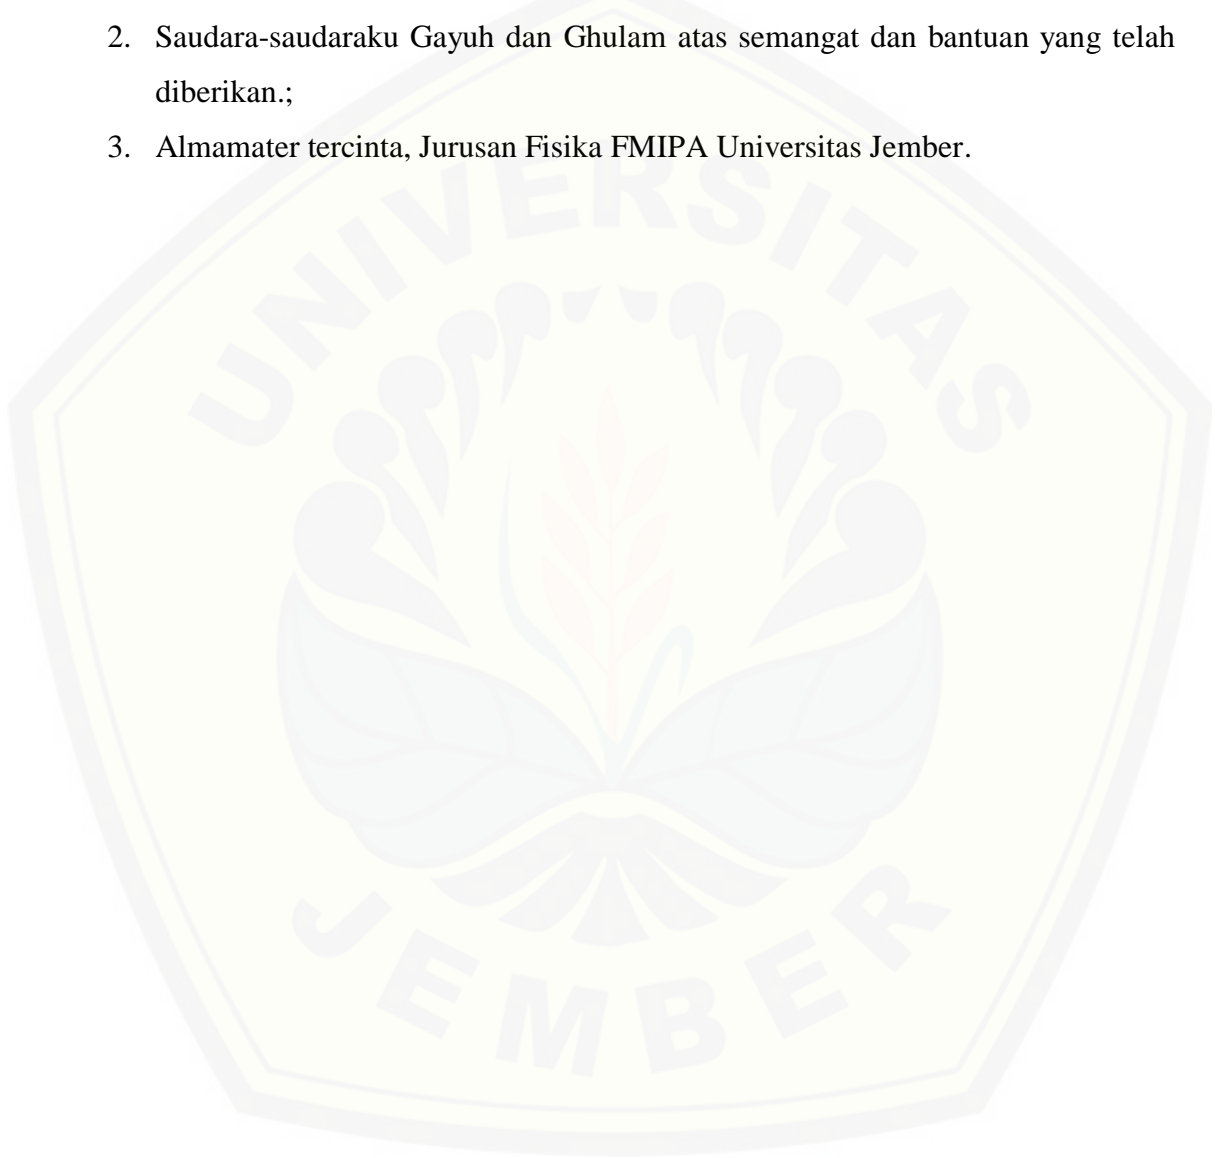 2. Saudara-saudaraku Gayuh dan Ghulam atas semangat dan bantuan yang telah
diberikan.;
3. Almamater tercinta, Jurusan Fisika FMIPA Universitas Jember.
UNIVERSITAS
JEMBER